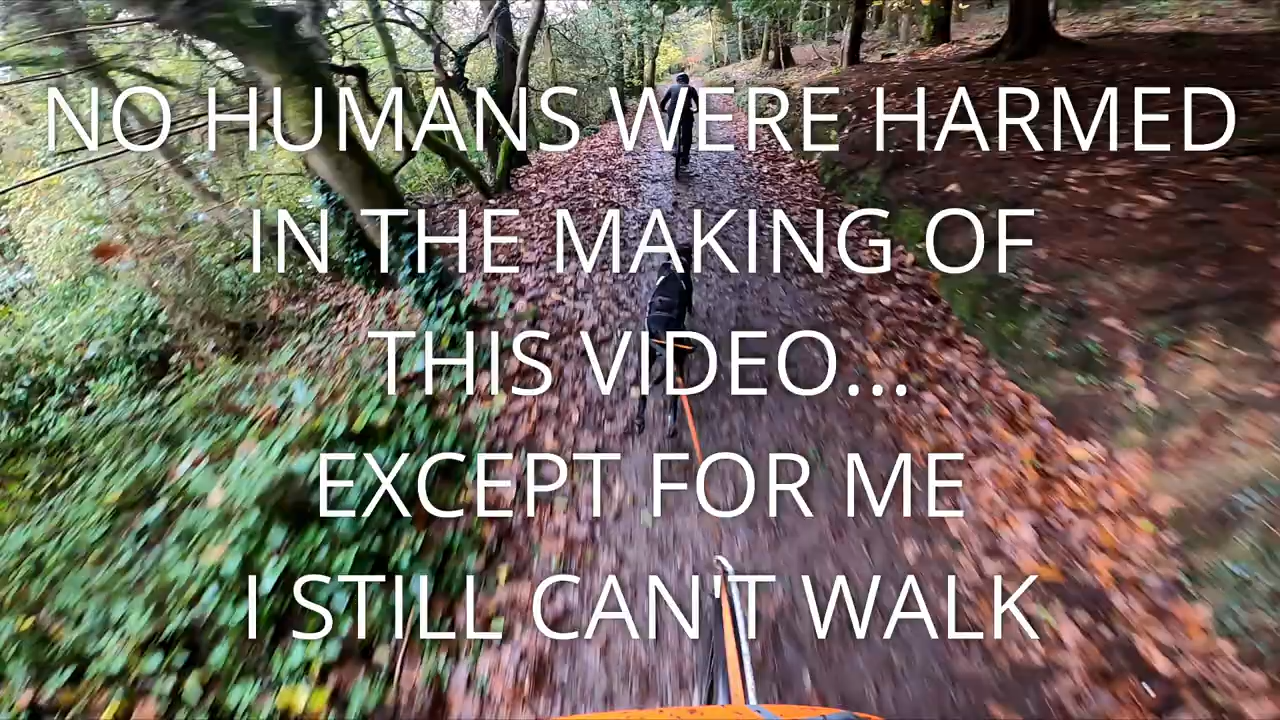 NO HUMANS WERE HARMED
IN THE MAKING OF
THIS VIDEO...
EXCEPT FOR ME
I STILL CAN'T WALK